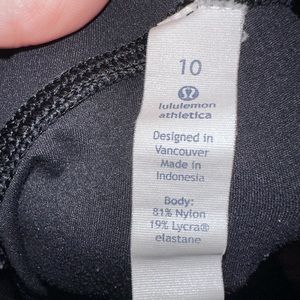 10
lululemon
athletica
Designed in
Vancouver
Made in
Indonesia
Body:
81% Nylon
19% Lycra®
elastane